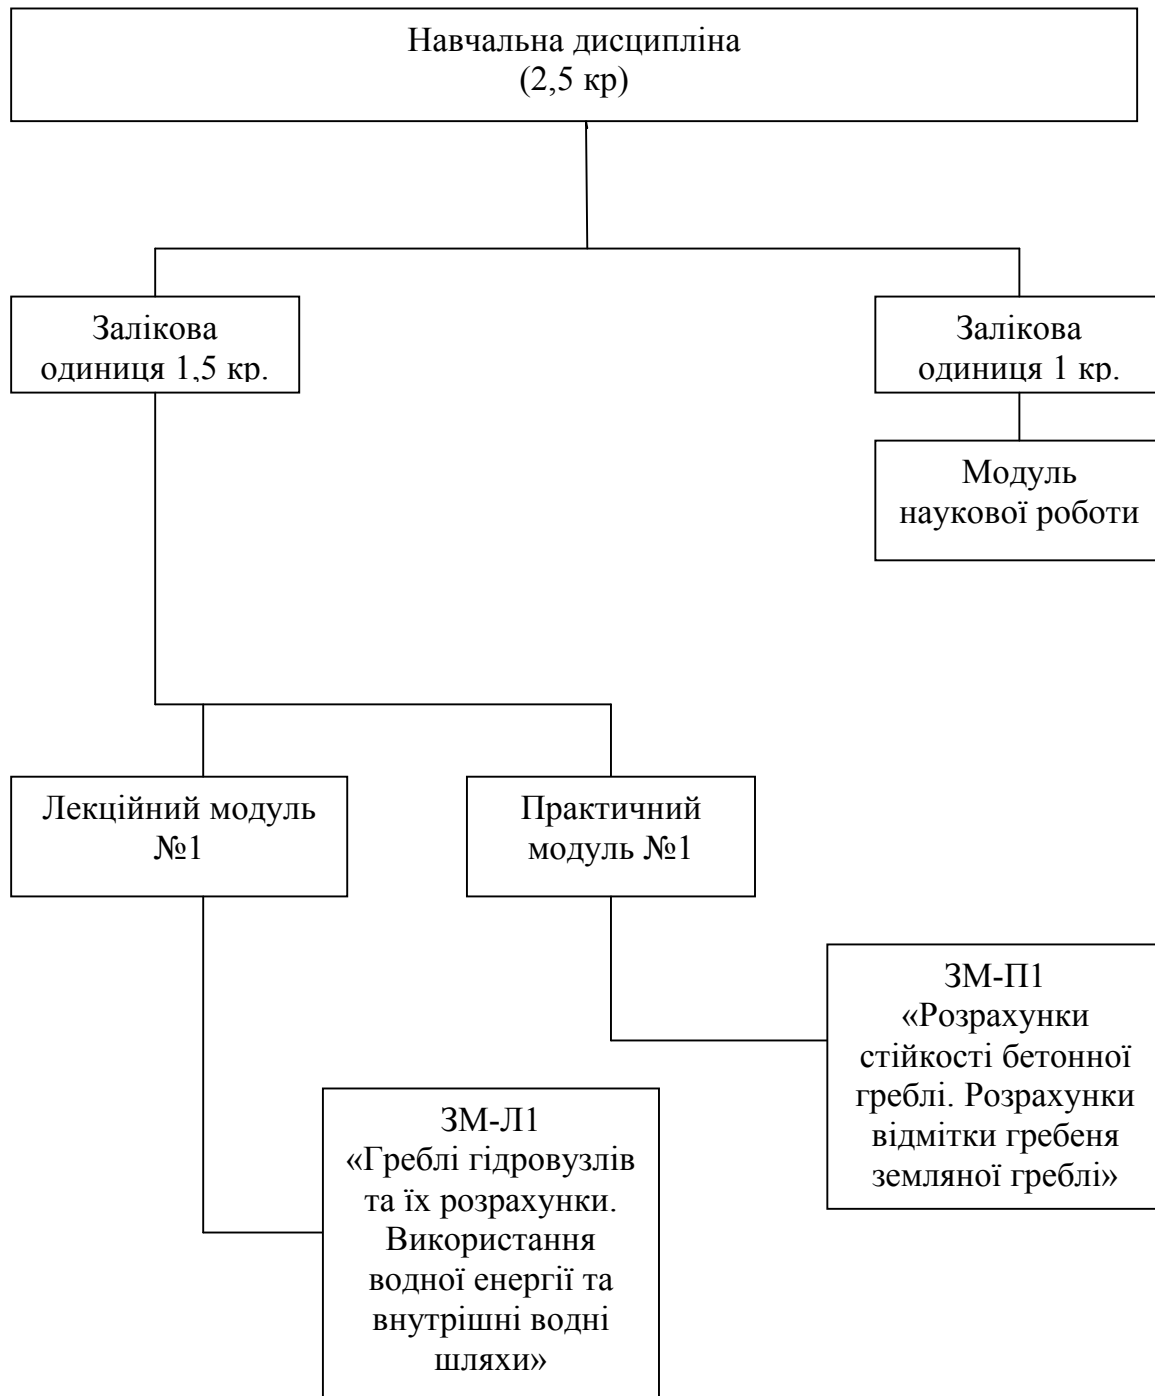 Навчальна дисципліна
(2,5 кр)
Залікова
одиниця 1,5 кр.
Залікова
одиниця 1 кр.
Модуль
наукової роботи
Лекційний модуль
№1
Практичний
модуль №1
ЗМ-П1
«Розрахунки
стійкості бетонної
греблі. Розрахунки
відмітки гребеня
земляної греблі»
ЗМ-Л1
«Греблі гідровузлів
та їх розрахунки.
Використання
водної енергії та
внутрішні водні
шляхи»